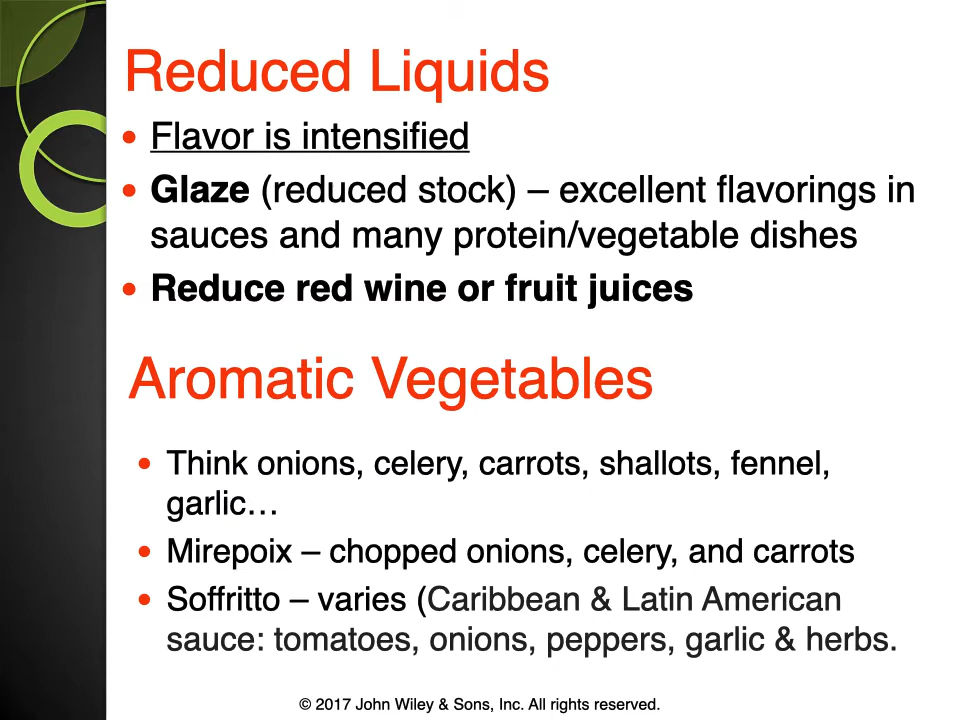 Reduced Liquids
• Flavor is intensified
• Glaze (reduced stock) – excellent flavorings in
sauces and many protein/vegetable dishes
• Reduce red wine or fruit juices
Aromatic Vegetables
• Think onions, celery, carrots, shallots, fennel,
garlic…
• Mirepoix – chopped onions, celery, and carrots
• Soffritto – varies (Caribbean & Latin American
sauce: tomatoes, onions, peppers, garlic & herbs.
© 2017 John Wiley & Sons, Inc. All rights reserved.